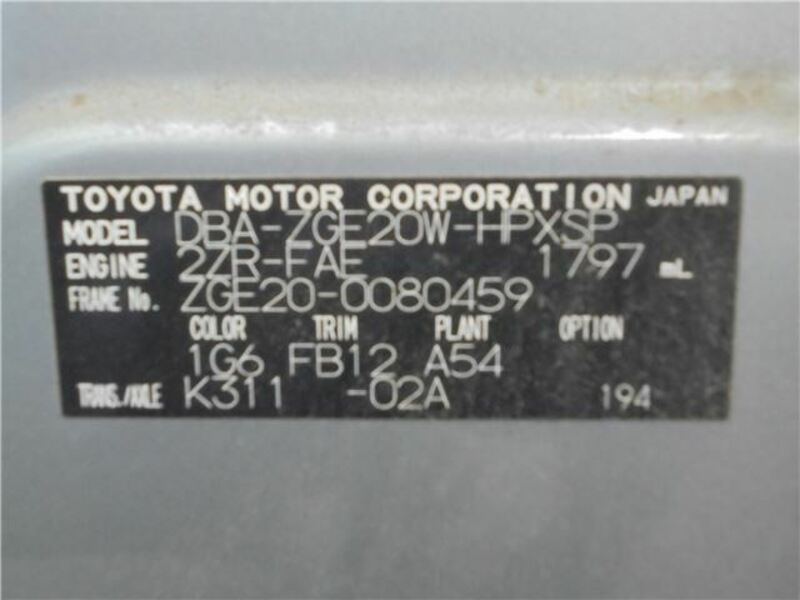 TOYOTA MOTOR CORPORATION JAPAN
MODEL DBA-ZGE20W-HPXSP
ENGINE 2ZR-FAE 1797 mL
FRAME No. ZGE20-0080459
COLOR TRIM PLANT OPTION
1G6 FB12 A54
TRANS./AXLE K311 -02A 194